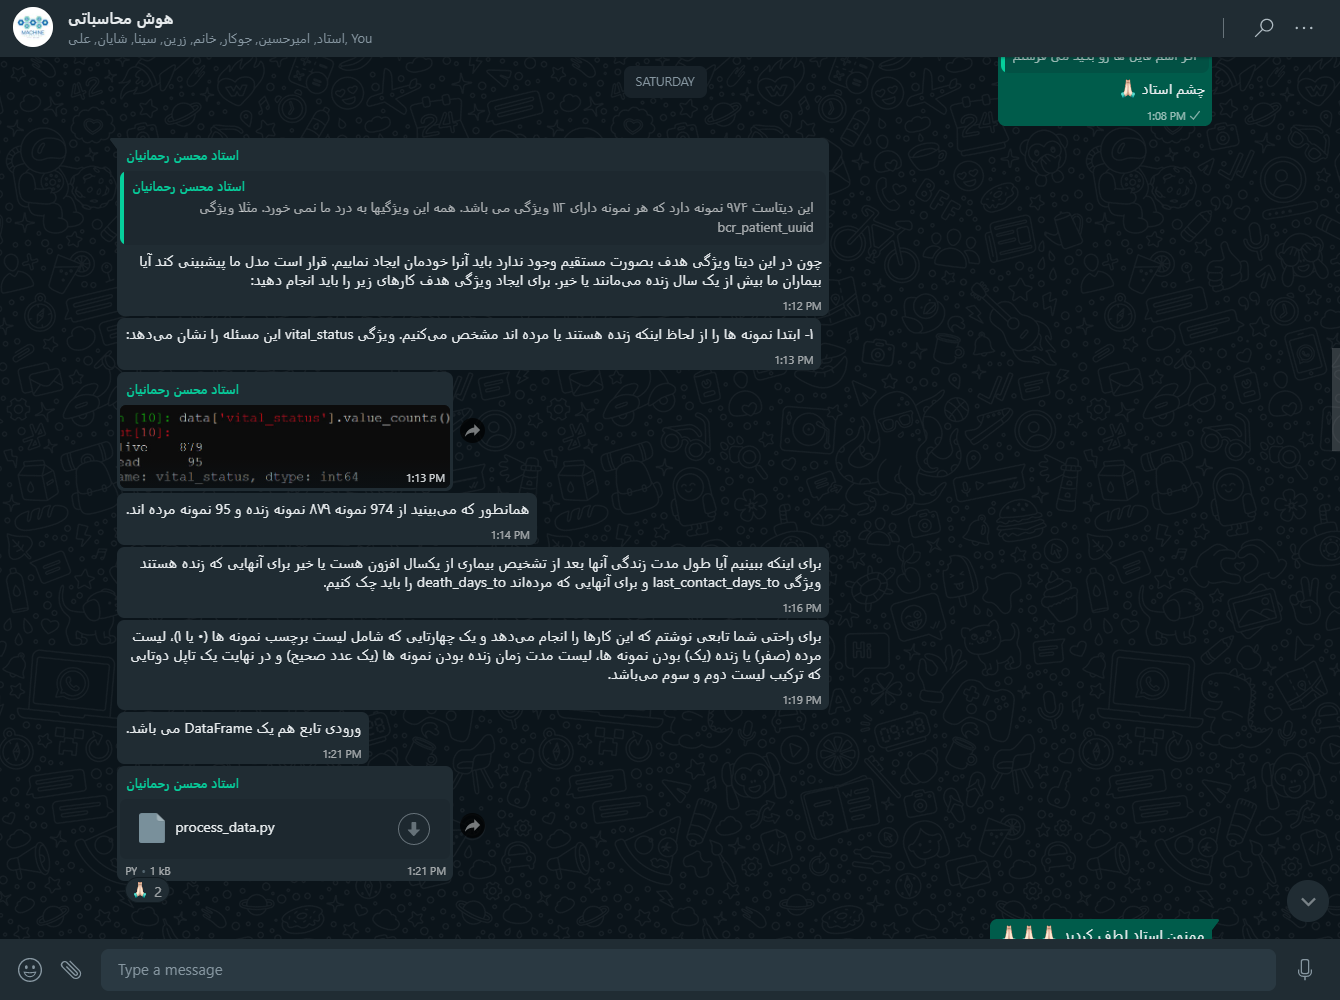 هوش محاسباتی
استاد, امیرحسین, جوکار, خانم, زرین, سینا, شایان, علی, You
MACHINE
SATURDAY
چشم استاد 🙏🏻
1:08 PM
استاد محسن رحمانیان
استاد محسن رحمانیان
این دیتاست ۹۷۴ نمونه دارد که هر نمونه دارای ۱۱۲ ویژگی می باشد. همه این ویژگیها به درد ما نمی خورد. مثلا ویژگی
bcr_patient_uuid
چون در این دیتا ویژگی هدف بصورت مستقیم وجود ندارد باید آنرا خودمان ایجاد نماییم. قرار است مدل ما پیشبینی کند آیا
بیماران ما بیش از یک سال زنده می‌مانند یا خیر. برای ایجاد ویژگی هدف کارهای زیر را باید انجام دهید:
1:12 PM
۱- ابتدا نمونه ها را از لحاظ اینکه زنده هستند یا مرده اند مشخص می‌کنیم. ویژگی vital_status این مسئله را نشان می‌دهد:
1:13 PM
استاد محسن رحمانیان
n [10]: data['vital_status'].value_counts()
ut[10]:
live 879
ead 95
ame: vital_status, dtype: int64
1:13 PM
همانطور که می‌بینید از 974 نمونه ۸۷۹ نمونه زنده و 95 نمونه مرده اند.
1:14 PM
برای اینکه ببینیم آیا طول مدت زندگی آنها بعد از تشخیص بیماری از یکسال افزون هست یا خیر برای آنهایی که زنده هستند
ویژگی last_contact_days_to و برای آنهایی که مرده‌اند death_days_to را باید چک کنیم.
1:16 PM
برای راحتی شما تابعی نوشتم که این کارها را انجام می‌دهد و یک چهارتایی که شامل لیست برچسب نمونه ها (۰ یا ۱)، لیست
مرده (صفر) یا زنده (یک) بودن نمونه ها، لیست مدت زمان زنده بودن نمونه ها (یک عدد صحیح) و در نهایت یک تاپل دوتایی
که ترکیب لیست دوم و سوم می‌باشد.
1:19 PM
ورودی تابع هم یک DataFrame می باشد.
1:21 PM
استاد محسن رحمانیان
process_data.py
PY • 1 kB
1:21 PM
🙏🏻 2
ممنون استاد لطف کردید 🙏🏻🙏🏻🙏🏻
Type a message